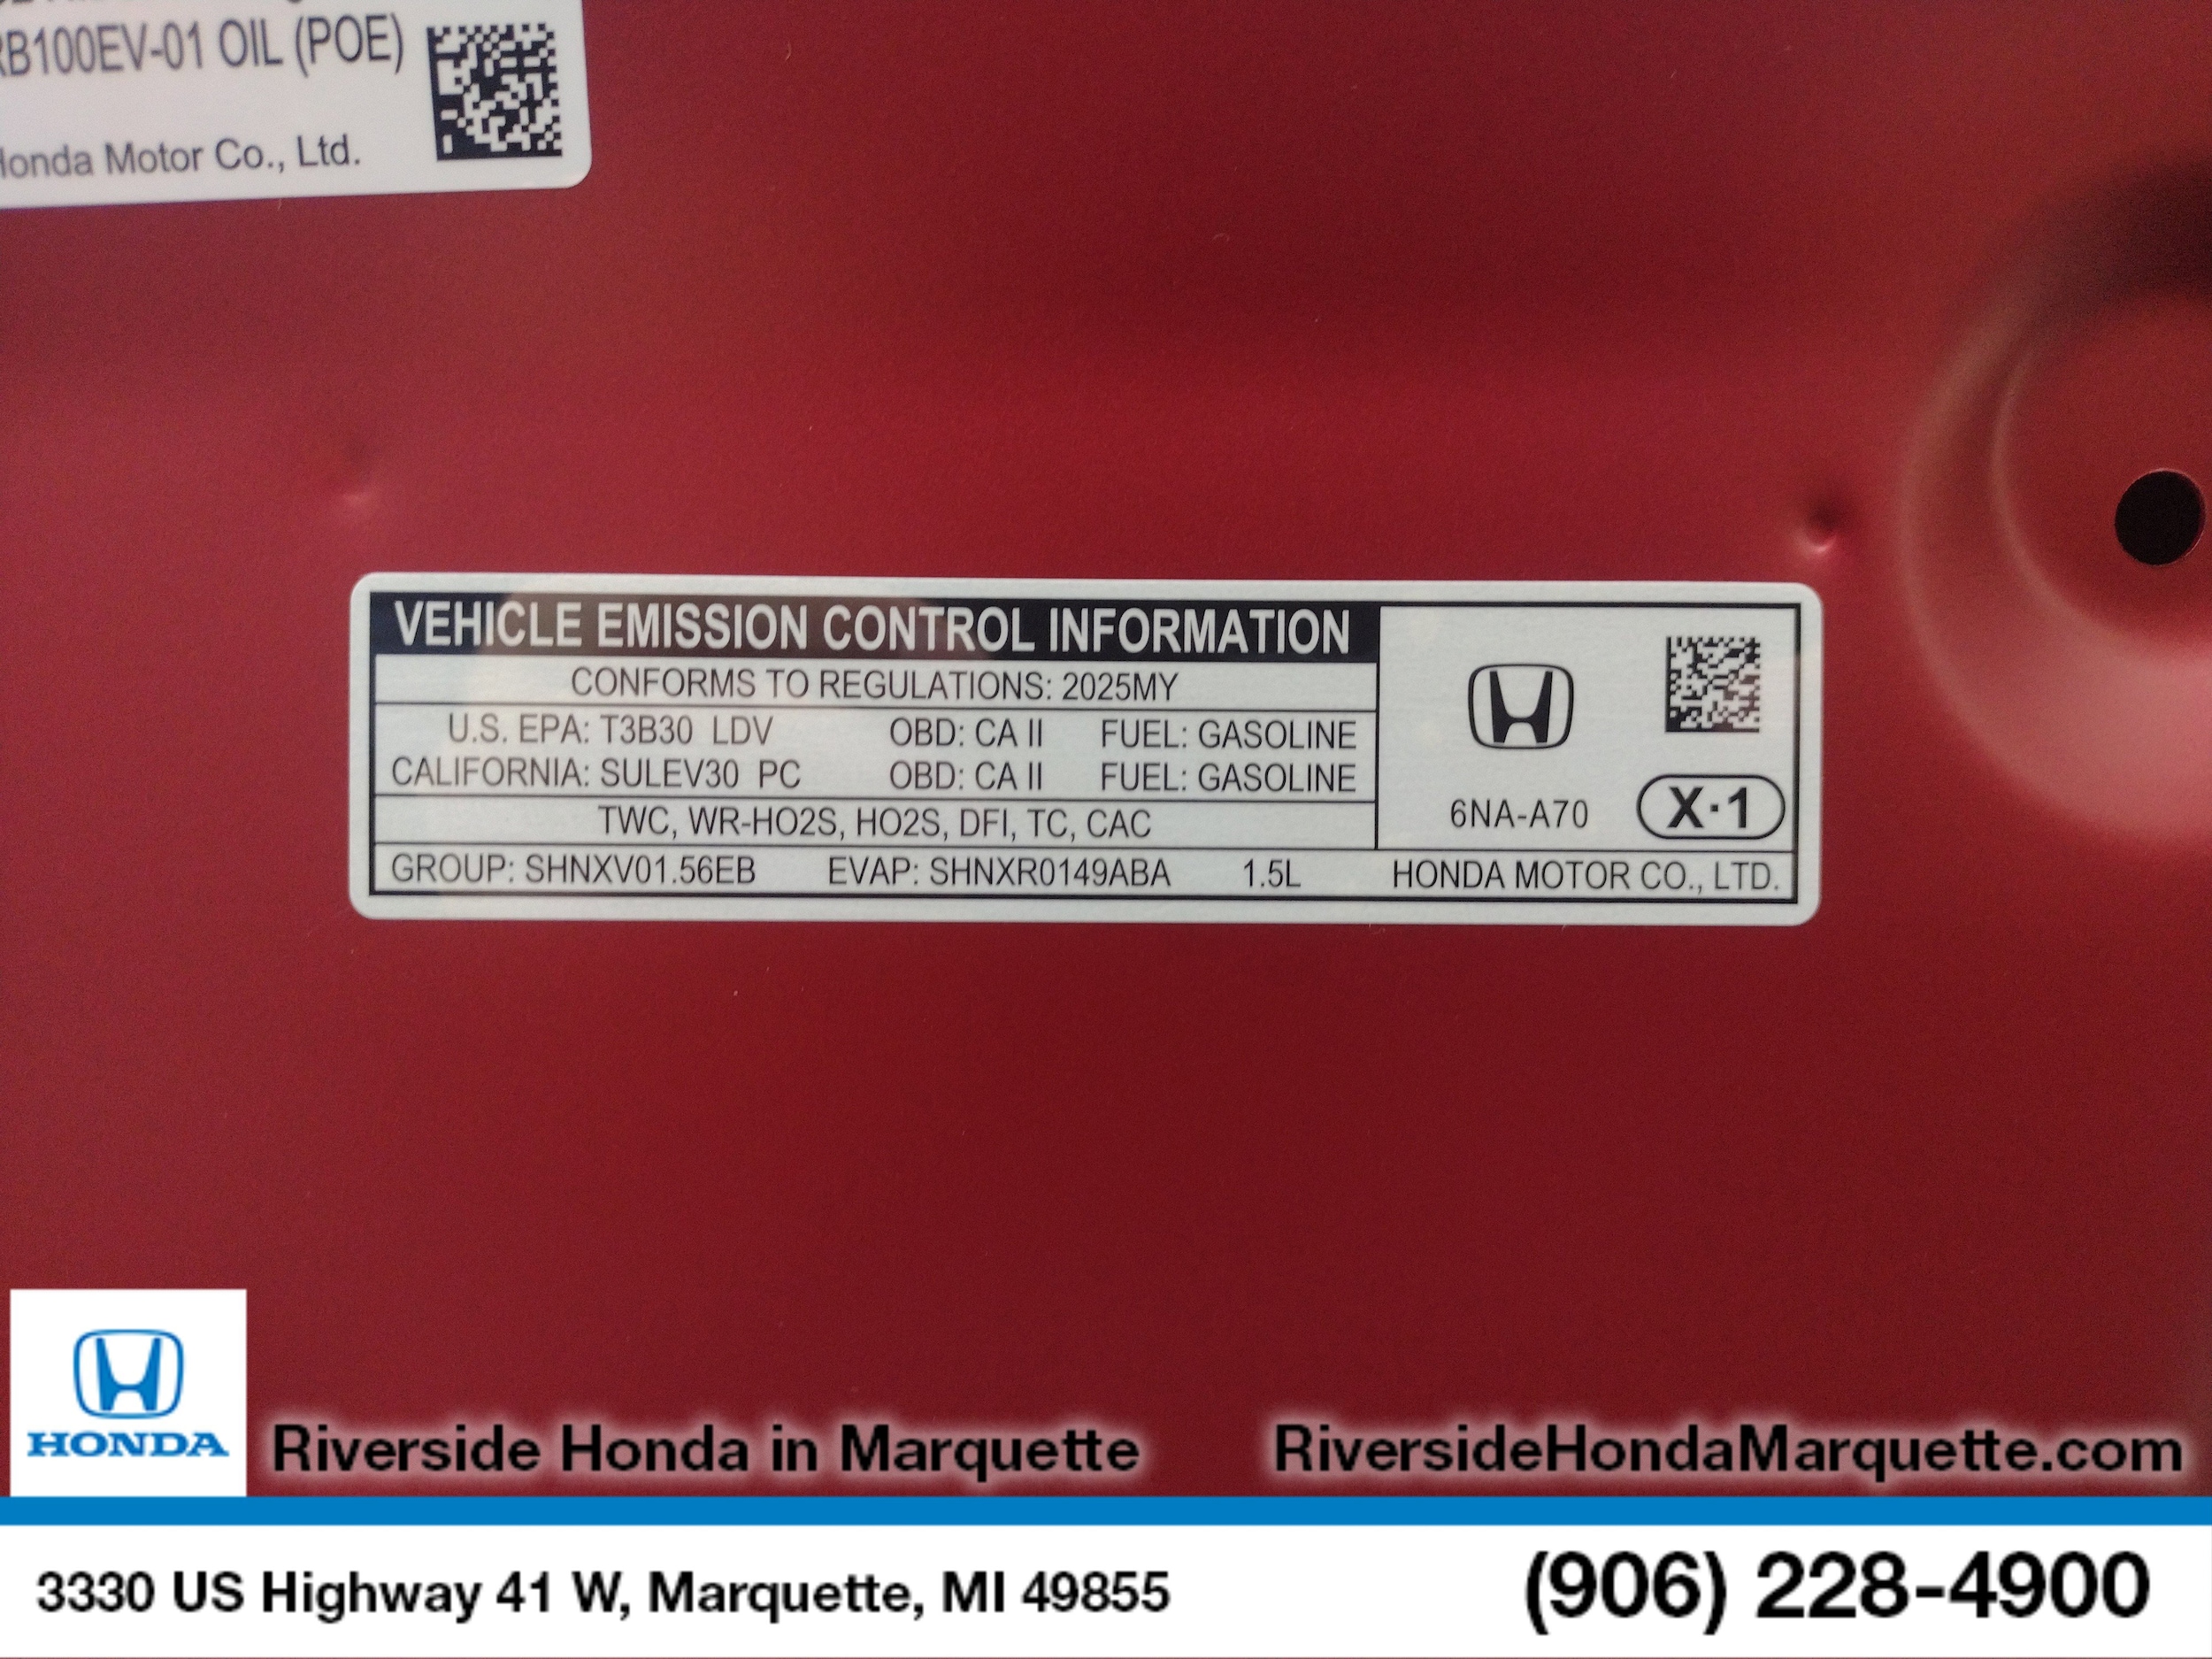 RB100EV-01 OIL (POE)
Honda Motor Co., Ltd.
VEHICLE EMISSION CONTROL INFORMATION
CONFORMS TO REGULATIONS: 2025MY
U.S. EPA: T3B30 LDV OBD: CA II FUEL: GASOLINE
CALIFORNIA: SULEV30 PC OBD: CA II FUEL: GASOLINE
TWC, WR-HO2S, HO2S, DFI, TC, CAC
6NA-A70 X·1
GROUP: SHNXV01.56EB EVAP: SHNXR0149ABA 1.5L HONDA MOTOR CO., LTD.
HONDA
Riverside Honda in Marquette RiversideHondaMarquette.com
3330 US Highway 41 W, Marquette, MI 49855 (906) 228-4900